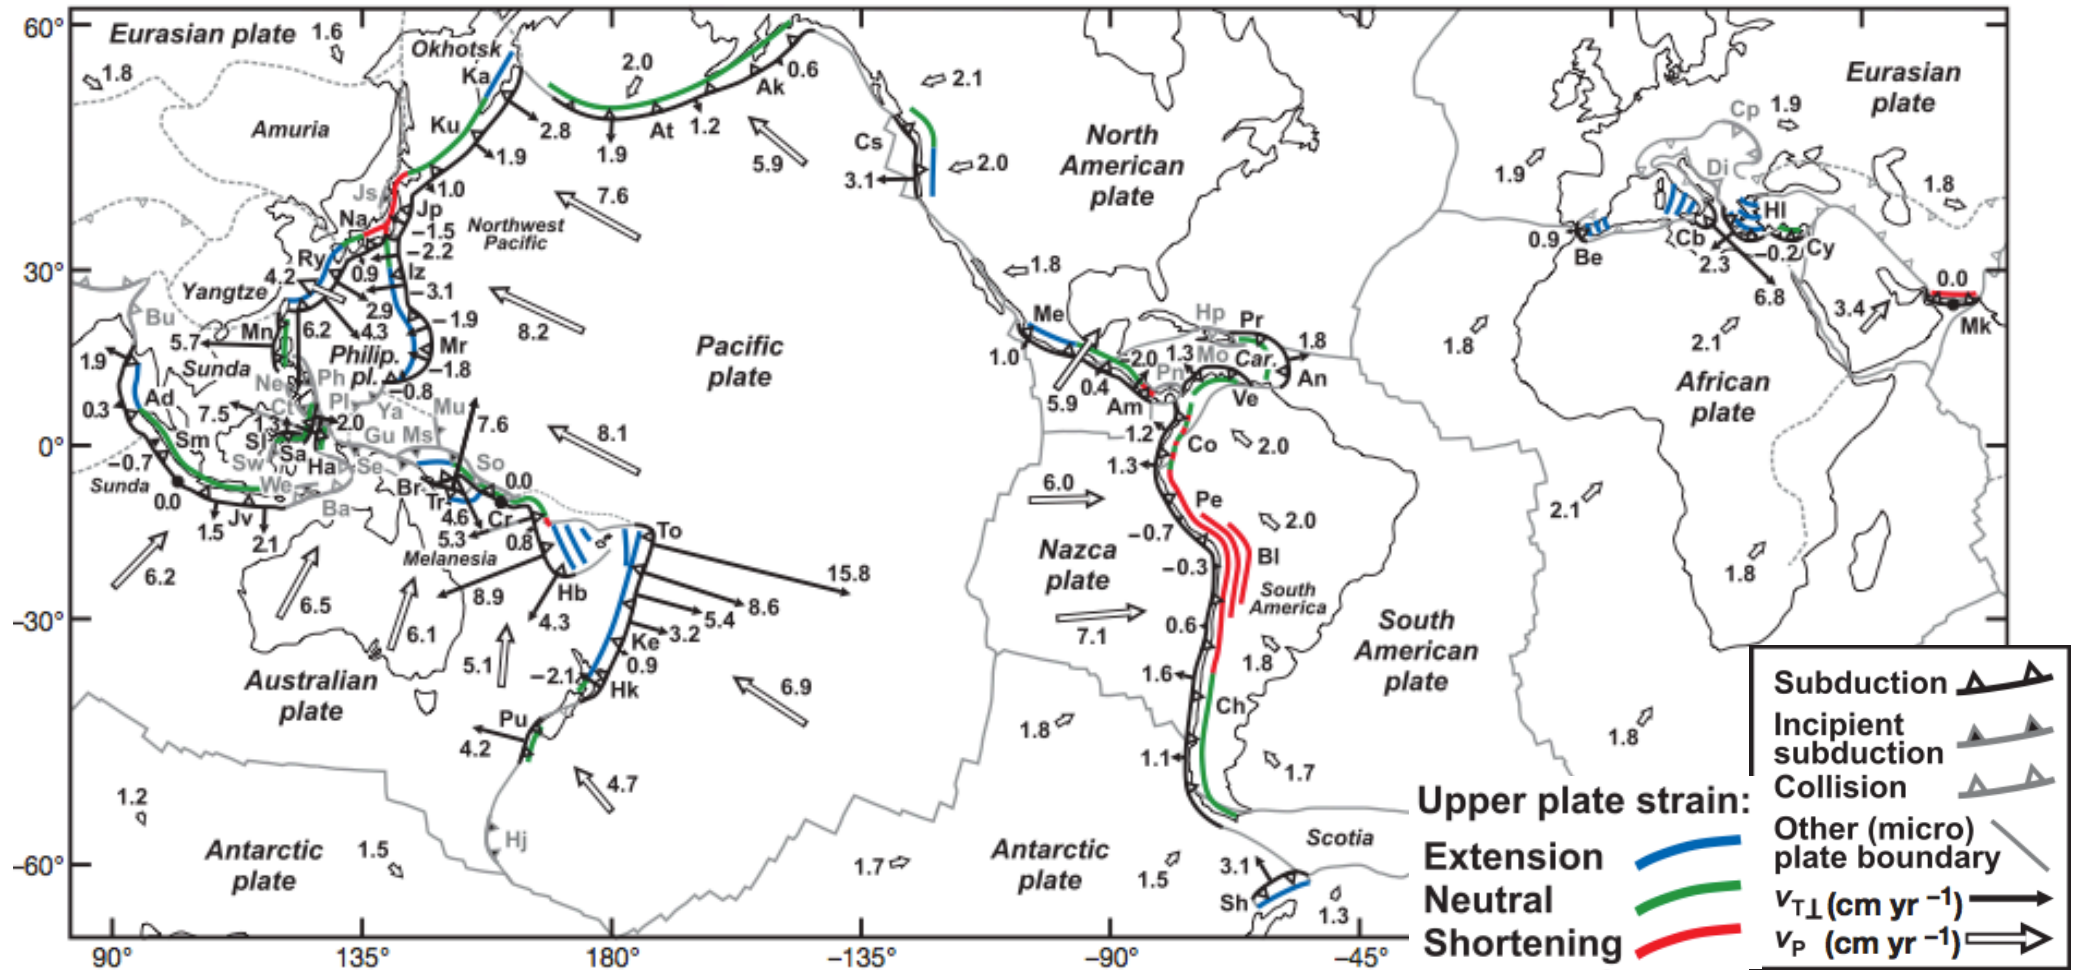 60°
30°
0°
−30°
−60°
90°
135°
180°
−135°
−90°
−45°
Eurasian plate
1.6
1.8
Okhotsk
Ka
2.0
0.6
Ak
Amuria
Ku
2.8
At
1.2
1.9
1.9
5.9
Js
1.0
Jp
Na
−1.5
7.6
Northwest
Pacific
Ry
−2.2
4.2
0.9
Iz
−3.1
Yangtze
2.9
8.2
Bu
Mn
6.2
4.3
−1.9
5.7
Philip.
pl.
Mr
1.9
Sunda
−1.8
Ne
Ph
−0.8
Ad
Ct
Pl
Ya
Mu
0.3
7.5
1.3
2.0
7.6
8.1
Sm
Sl
Sa
Gu
Ms
−0.7
Sw
Ha
Se
So
Sunda
We
Br
0.0
0.0
Ba
Tr
1.5
Jv
4.6
Cr
2.1
5.3
0.8
To
Melanesia
6.2
15.8
8.9
Hb
8.6
6.5
4.3
5.4
6.1
3.2
Ke
5.1
0.9
−2.1
Hk
6.9
Australian
plate
Pu
4.2
4.7
1.2
Hj
Antarctic
plate
1.5
Pacific
plate
2.1
Cs
North
American
plate
2.0
3.1
1.8
Me
Hp
Pr
1.0
−2.0
1.3
Mo
Car.
1.8
Pn
An
0.4
5.9
Am
Ve
1.2
Co
2.0
1.3
6.0
Pe
−0.7
2.0
Nazca
plate
Bl
−0.3
South
America
7.1
0.6
South
American
plate
1.6
1.8
Ch
1.8
1.1
1.7
Antarctic
plate
1.7
1.5
3.1
Sh
1.3
Scotia
Eurasian
plate
Cp
1.9
1.9
Di
1.8
Hl
0.9
Be
Cb
−0.2
Cy
2.3
6.8
0.0
3.4
Mk
1.8
2.1
African
plate
2.1
1.8
1.8
Upper plate strain:
Extension
Neutral
Shortening
Subduction
Incipient
subduction
Collision
Other (micro)
plate boundary
vT⊥ (cm yr −1)
vP (cm yr −1)